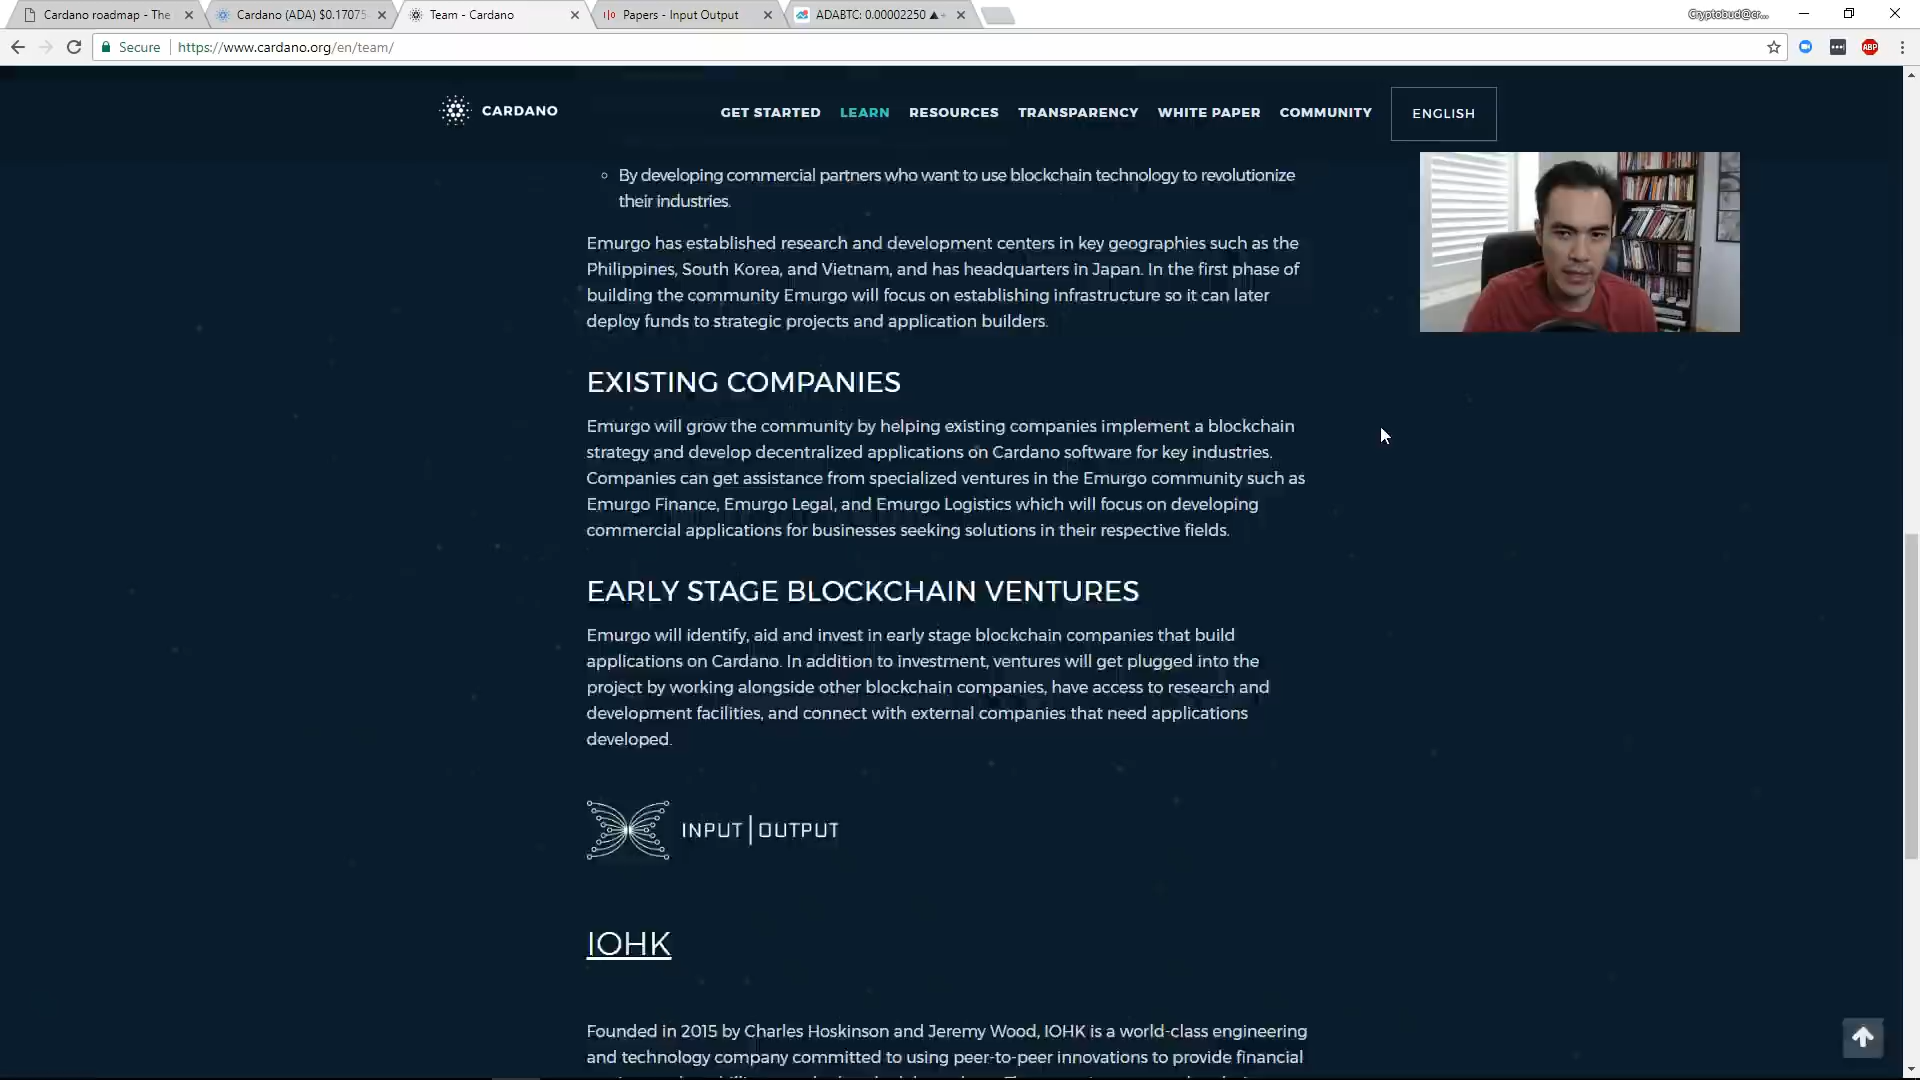 Cardano roadmap - The
Cardano (ADA) $0.17075
Team - Cardano
Papers - Input Output
ADABTC: 0.00002250 ▲+
Cryptobud@cr...
Secure
https://www.cardano.org/en/team/
ABP
CARDANO
GET STARTED
LEARN
RESOURCES
TRANSPARENCY
WHITE PAPER
COMMUNITY
ENGLISH
By developing commercial partners who want to use blockchain technology to revolutionize
their industries.
Emurgo has established research and development centers in key geographies such as the
Philippines, South Korea, and Vietnam, and has headquarters in Japan. In the first phase of
building the community Emurgo will focus on establishing infrastructure so it can later
deploy funds to strategic projects and application builders.
EXISTING COMPANIES
Emurgo will grow the community by helping existing companies implement a blockchain
strategy and develop decentralized applications on Cardano software for key industries.
Companies can get assistance from specialized ventures in the Emurgo community such as
Emurgo Finance, Emurgo Legal, and Emurgo Logistics which will focus on developing
commercial applications for businesses seeking solutions in their respective fields.
EARLY STAGE BLOCKCHAIN VENTURES
Emurgo will identify, aid and invest in early stage blockchain companies that build
applications on Cardano. In addition to investment, ventures will get plugged into the
project by working alongside other blockchain companies, have access to research and
development facilities, and connect with external companies that need applications
developed.
INPUT | OUTPUT
IOHK
Founded in 2015 by Charles Hoskinson and Jeremy Wood, IOHK is a world-class engineering
and technology company committed to using peer-to-peer innovations to provide financial